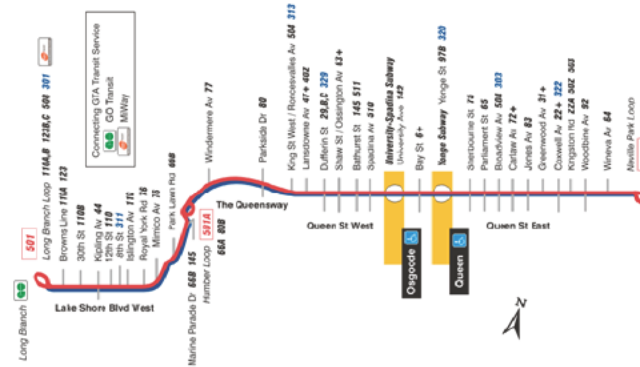 Long Branch
501
Long Branch Loop 110A,B 123B,C 508 301
Browns Line 110A 123
30th St 110B
Kipling Av 44
12th St 110
8th St 311
Islington Av
Royal York Rd 76
Mimico Av
Park Lawn Rd 66B
Lake Shore Blvd West
Connecting GTA Transit Service
GO Transit
MiWay
Marine Parade Dr 66B 145
Humber Loop 501A
66A 80B
Windermere Av 77
The Queensway
Parkside Dr 80
King St West / Roncesvalles Av 504 313
Lansdowne Av 47+ 402
Dufferin St 29,B,C 329
Shaw St / Ossington Av 63+
Bathurst St 145 511
Spadina Av 510
Queen St West
University-Spadina Subway
University Ave 142
Osgoode
Bay St 6+
Yonge Subway Yonge St 97B 320
Queen
Sherbourne St 75
Parliament St 65
Broadview Av 504 303
Carlaw Av 72+
Jones Av 83
Greenwood Av 31+
Coxwell Av 22+ 322
Kingston Rd 22A 502 503
Woodbine Av 92
Wineva Av 64
Neville Park Loop
Queen St East
N